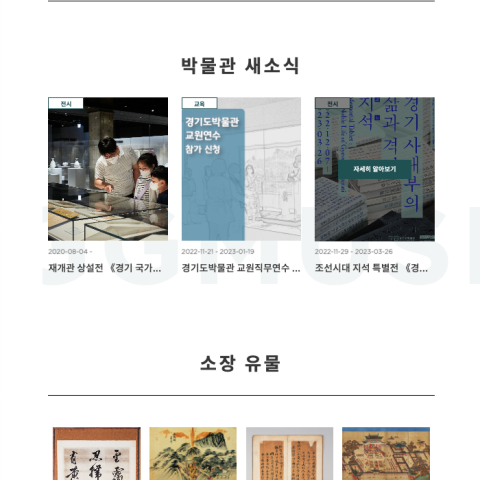 박물관 새소식
전시
교육
경기도박물관
교원연수
참가 신청
전시
경기 사대부의
삶과 격
지석
자세히 알아보기
2020-08-04 -
재개관 상설전 《경기 국가...
2022-11-21 - 2023-01-19
경기도박물관 교원직무연수 ...
2022-11-29 - 2023-03-26
조선시대 지석 특별전 《경...
소장 유물